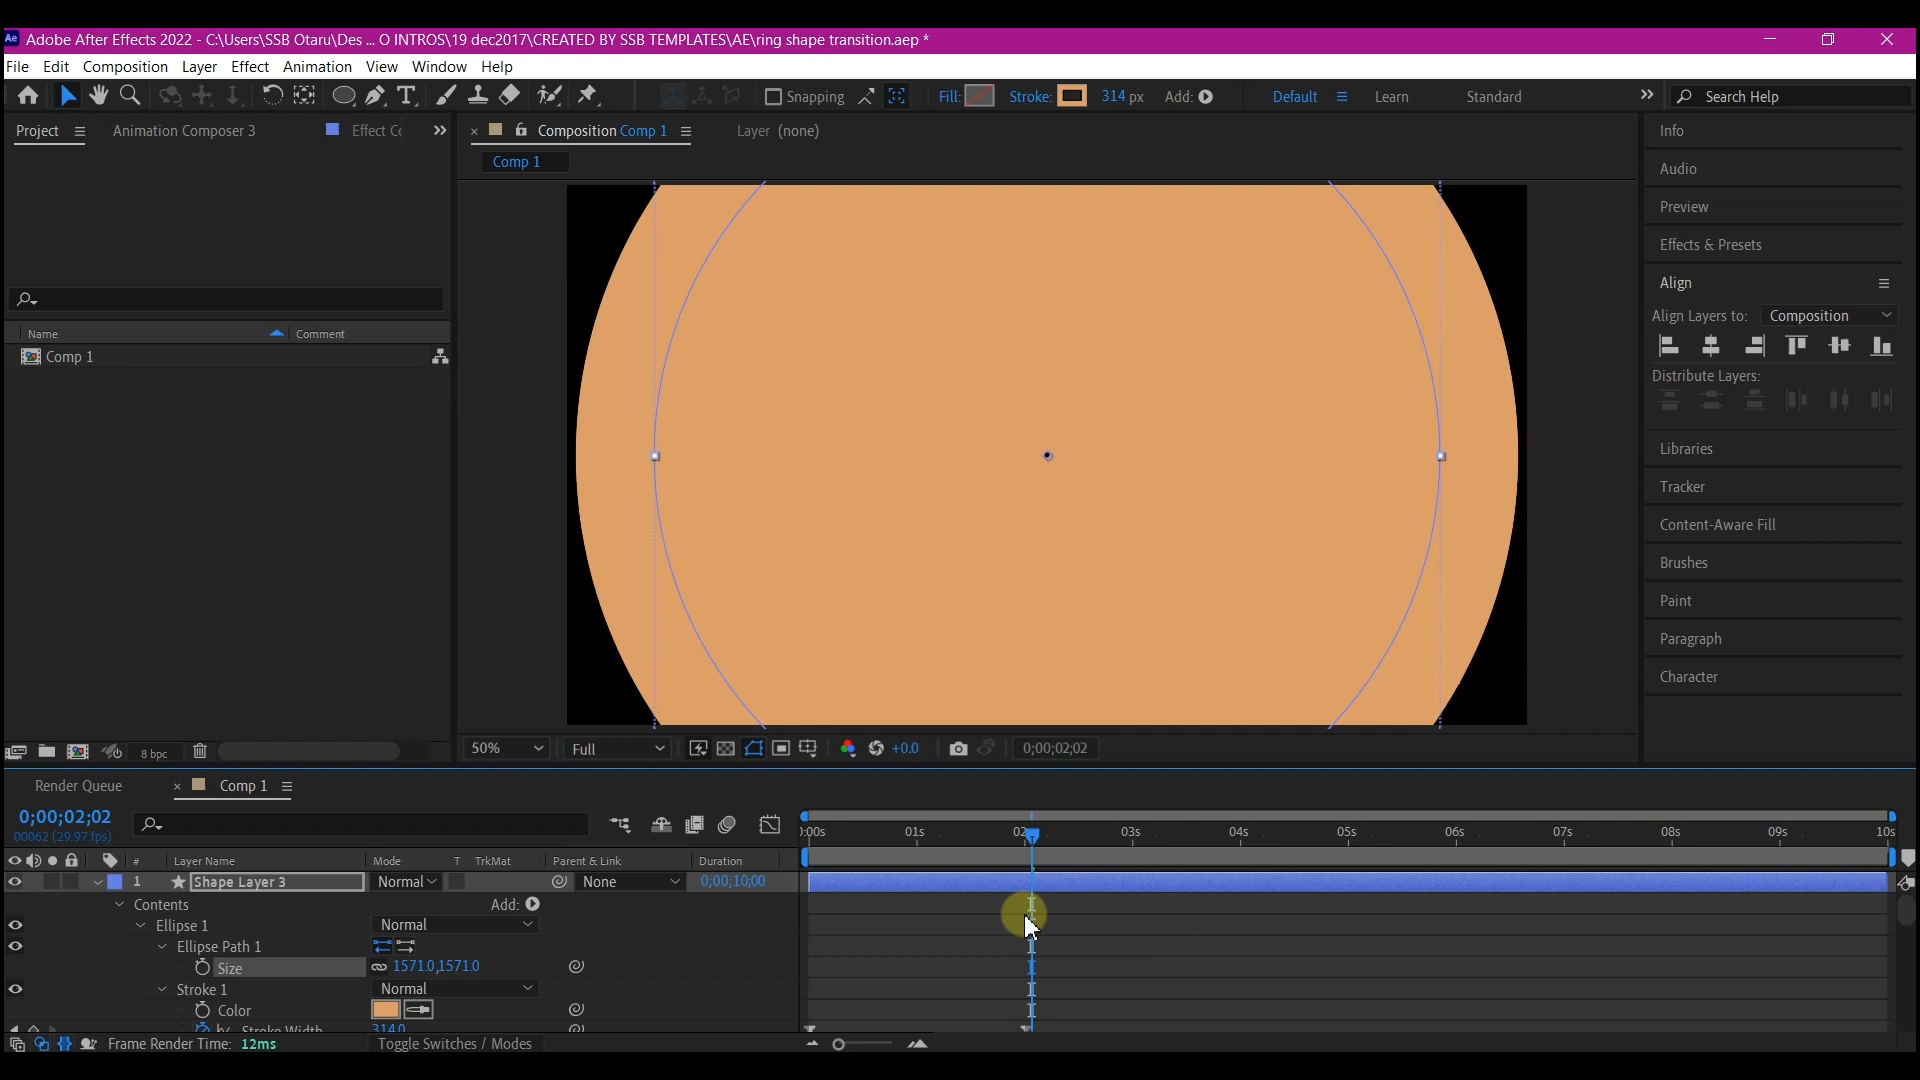 Ae Adobe After Effects 2022 - C:\Users\SSB Otaru\Des ... O INTROS\19 dec2017\CREATED BY SSB TEMPLATES\AE\ring shape transition.aep *
File Edit Composition Layer Effect Animation View Window Help
Snapping Fill: Stroke: 314 px Add: Default Learn Standard Search Help
Project Animation Composer 3 Effect Cc Composition Comp 1 Layer (none)
Comp 1
Name Comment
Comp 1
8 bpc
50% Full +0.0 0;00;02;02
Info
Audio
Preview
Effects & Presets
Align
Align Layers to: Composition
Distribute Layers:
Libraries
Tracker
Content-Aware Fill
Brushes
Paint
Paragraph
Character
Render Queue Comp 1
0;00;02;02
00062 (29.97 fps)
):00s 01s 02s 03s 04s 05s 06s 07s 08s 09s 10s
# Layer Name Mode T TrkMat Parent & Link Duration
1 Shape Layer 3 Normal None 0;00;10;00
Contents Add:
Ellipse 1 Normal
Ellipse Path 1
Size 1571.0,1571.0
Stroke 1 Normal
Color
Stroke Width 314.0
Frame Render Time: 12ms Toggle Switches / Modes